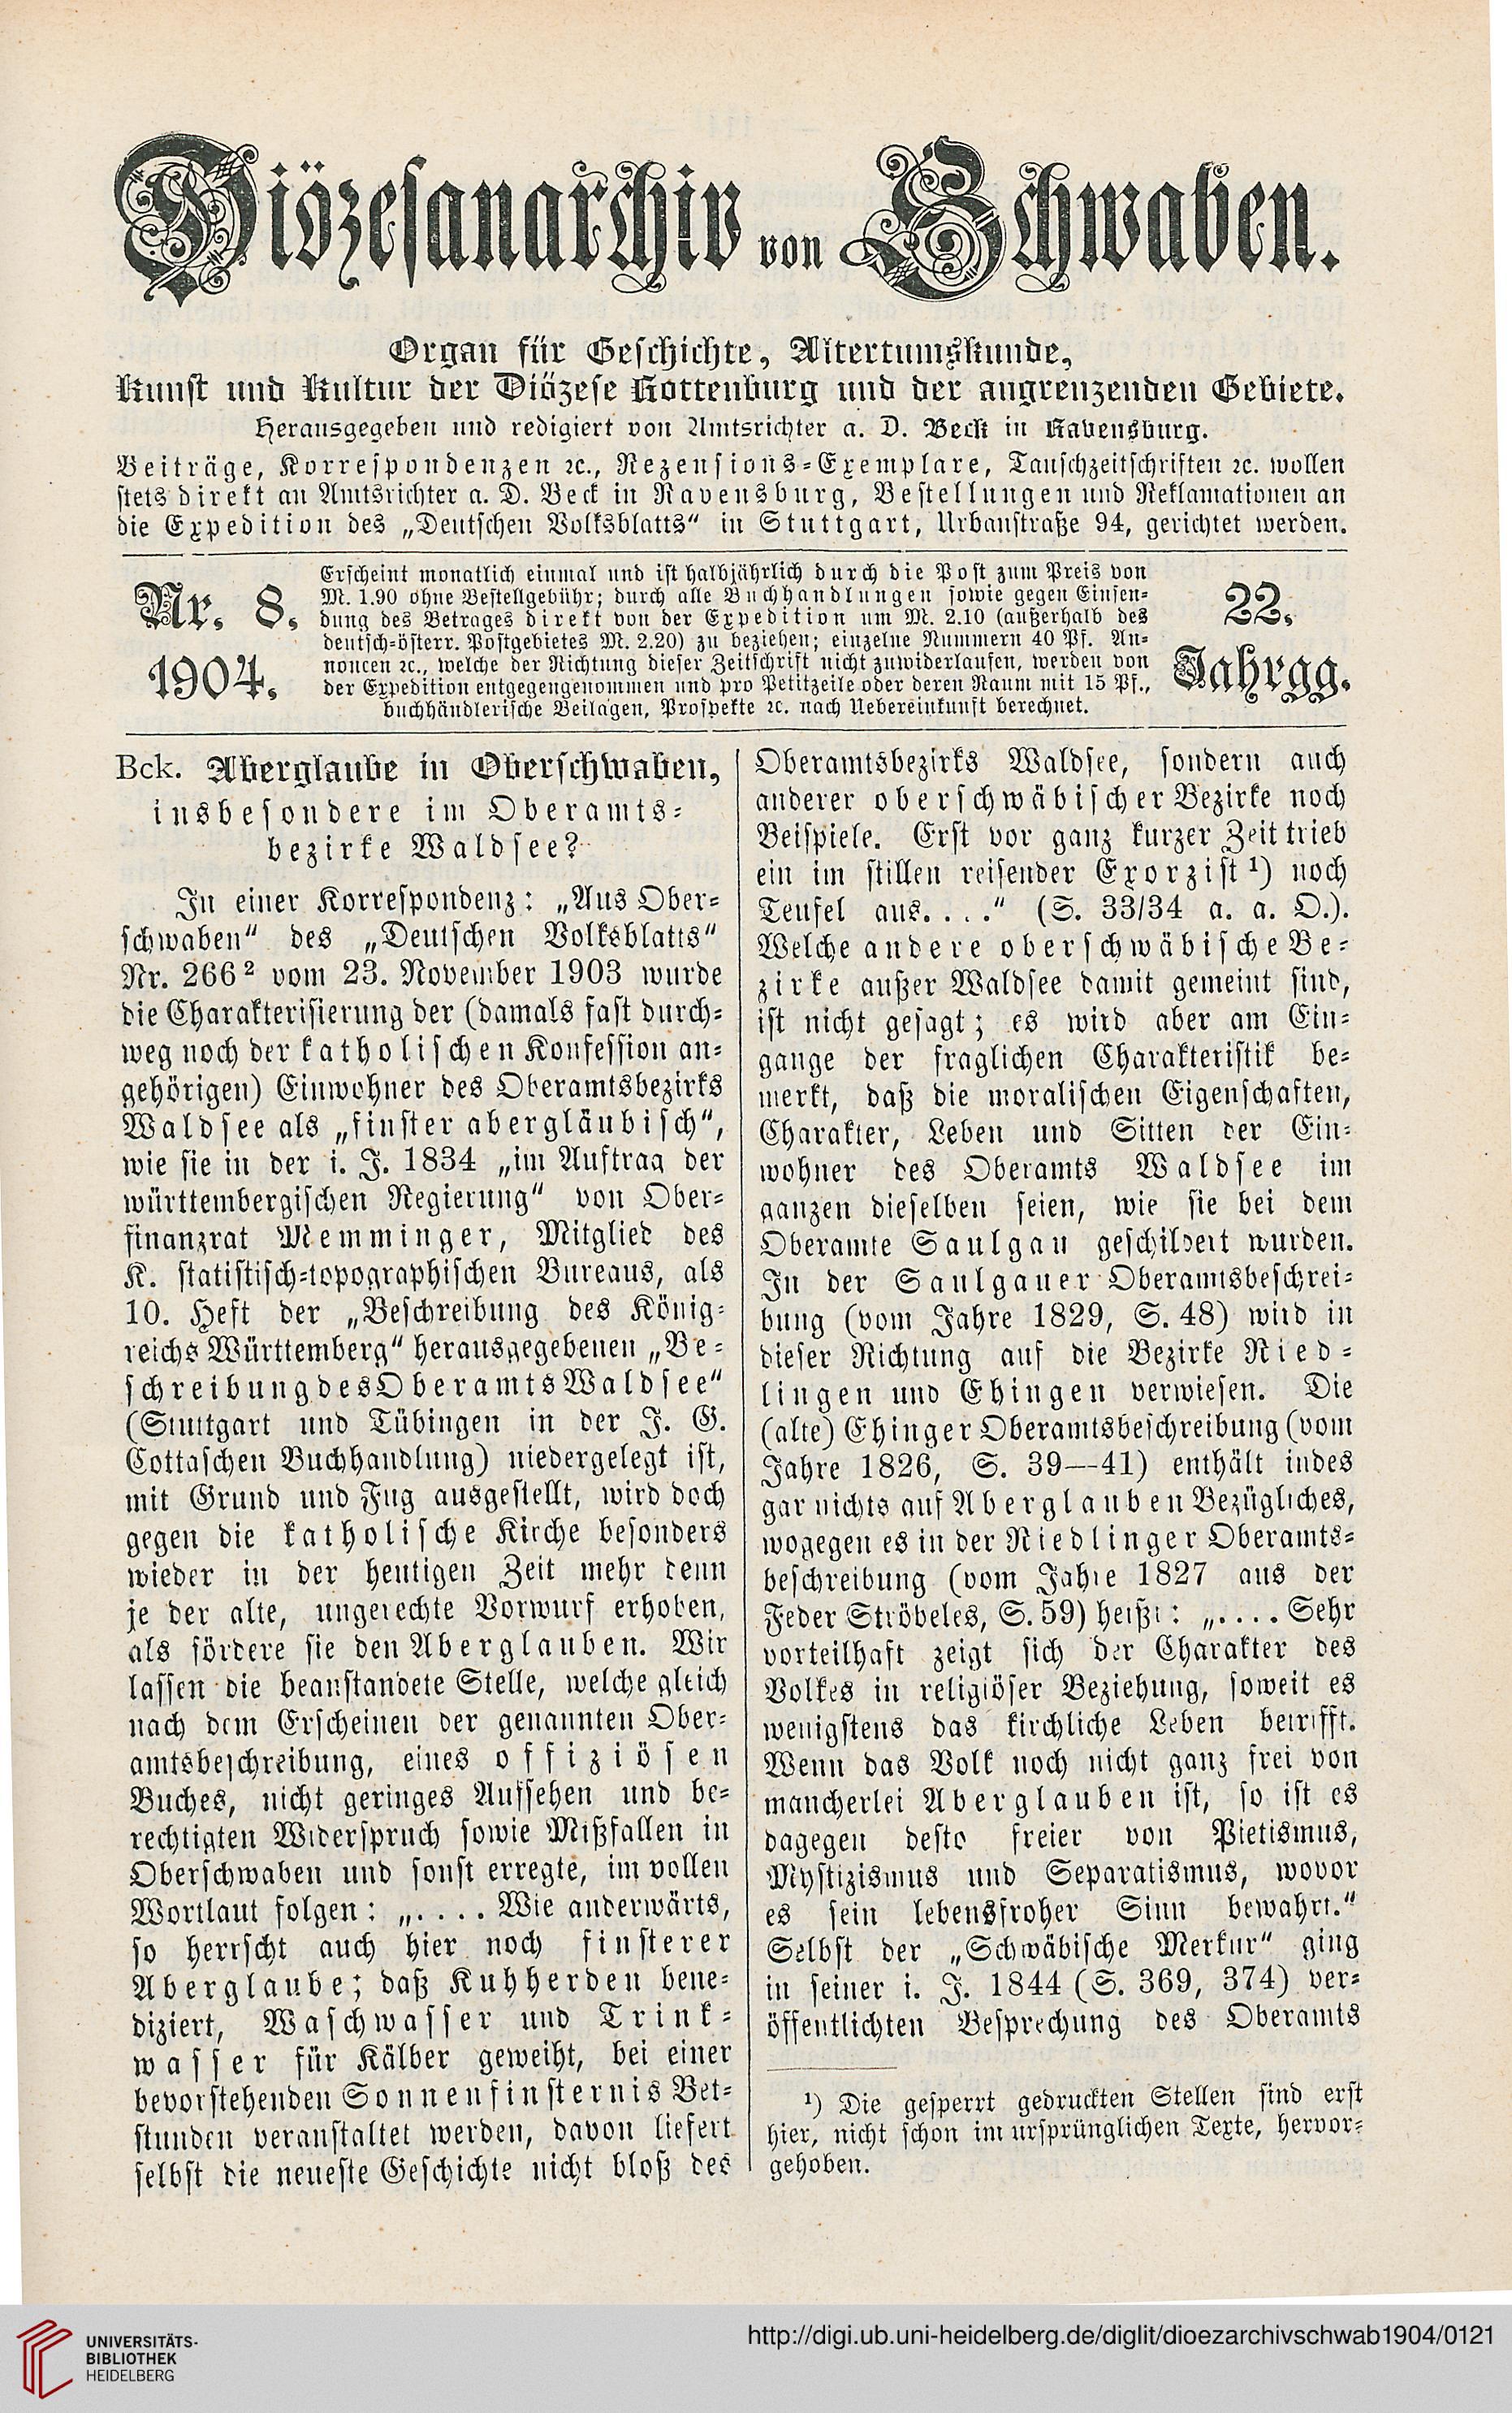 Diözesanarchiv von Schwaben.
Organ für Geschichte, Altertumskunde,
Kunst und Kultur der Diözese Rottenburg und der angrenzenden Gebiete.
Herausgegeben und redigiert von Amtsrichter a. D. Beck in Ravensburg.
Beiträge, Korrespondenzen ꝛc., Rezensions-Exemplare, Tauschzeitschriften ꝛc. wollen
stets direkt an Amtsrichter a. D. Beck in Ravensburg, Bestellungen und Reklamationen an
die Expedition des „Deutschen Volksblatts“ in Stuttgart, Urbanstraße 94, gerichtet werden.
Nr. 8.
1904.
Erscheint monatlich einmal und ist halbjährlich durch die Post zum Preis von
M. 1.90 ohne Bestellgebühr; durch alle Buchhandlungen sowie gegen Einsen-
dung des Betrages direkt von der Expedition um M. 2.10 (außerhalb des
deutsch-österr. Postgebietes M. 2.20) zu beziehen; einzelne Nummern 40 Pf. An-
noncen ꝛc., welche der Richtung dieser Zeitschrift nicht zuwiderlaufen, werden von
der Expedition entgegengenommen und pro Petitzeile oder deren Raum mit 15 Pf.,
buchhändlerische Beilagen, Prospekte ꝛc. nach Uebereinkunft berechnet.
22.
Jahrgg.
Bck. Aberglaube in Oberschwaben,
insbesondere im Oberamts-
bezirke Waldsee?
In einer Korrespondenz: „Aus Ober-
schwaben“ des „Deutschen Volksblatts“
Nr. 266² vom 23. November 1903 wurde
die Charakterisierung der (damals fast durch-
weg noch der katholischen Konfession an-
gehörigen) Einwohner des Oberamtsbezirks
Waldsee als „finster abergläubisch“,
wie sie in der i. J. 1834 „im Auftrag der
württembergischen Regierung“ von Ober-
finanzrat Memminger, Mitglied des
K. statistisch-topographischen Bureaus, als
10. Heft der „Beschreibung des König-
reichs Württemberg“ herausgegebenen „Be-
schreibung des Oberamts Waldsee“
(Stuttgart und Tübingen in der J. G.
Cottaschen Buchhandlung) niedergelegt ist,
mit Grund und Fug ausgestellt, wird doch
gegen die katholische Kirche besonders
wieder in der heutigen Zeit mehr denn
je der alte, ungerechte Vorwurf erhoben,
als fördere sie den Aberglauben. Wir
lassen die beanstandete Stelle, welche gleich
nach dem Erscheinen der genannten Ober-
amtsbeschreibung, eines offiziösen
Buches, nicht geringes Aufsehen und be-
rechtigten Widerspruch sowie Mißfallen in
Oberschwaben und sonst erregte, im vollen
Wortlaut folgen: „.... Wie anderwärts,
so herrscht auch hier noch finsterer
Aberglaube; daß Kuhherden bene-
diziert, Waschwasser und Trink-
wasser für Kälber geweiht, bei einer
bevorstehenden Sonnenfinsternis Bet-
stunden veranstaltet werden, davon liefert
selbst die neueste Geschichte nicht bloß des
Oberamtsbezirks Waldsee, sondern auch
anderer oberschwäbischer Bezirke noch
Beispiele. Erst vor ganz kurzer Zeit trieb
ein im stillen reisender Exorzist¹) noch
Teufel aus....“ (S. 33/34 a. a. O.).
Welche andere oberschwäbische Be-
zirke außer Waldsee damit gemeint sind,
ist nicht gesagt; es wird aber am Ein-
gange der fraglichen Charakteristik be-
merkt, daß die moralischen Eigenschaften,
Charakter, Leben und Sitten der Ein-
wohner des Oberamts Waldsee im
ganzen dieselben seien, wie sie bei dem
Oberamte Saulgau geschildert wurden.
In der Saulgauer Oberamtsbeschrei-
bung (vom Jahre 1829, S. 48) wird in
dieser Richtung auf die Bezirke Ried-
lingen und Ehingen verwiesen. Die
(alte) Ehinger Oberamtsbeschreibung (vom
Jahre 1826, S. 39—41) enthält indes
gar nichts auf Aberglauben Bezügliches,
wogegen es in der Riedlinger Oberamts-
beschreibung (vom Jahre 1827 aus der
Feder Ströbeles, S. 59) heißt: „.... Sehr
vorteilhaft zeigt sich der Charakter des
Volkes in religiöser Beziehung, soweit es
wenigstens das kirchliche Leben betrifft.
Wenn das Volk noch nicht ganz frei von
mancherlei Aberglauben ist, so ist es
dagegen desto freier von Pietismus,
Mystizismus und Separatismus, wovor
es sein lebensfroher Sinn bewahrt.“
Selbst der „Schwäbische Merkur“ ging
in seiner i. J. 1844 (S. 369, 374) ver-
öffentlichten Besprechung des Oberamts
¹) Die gesperrt gedruckten Stellen sind erst
hier, nicht schon im ursprünglichen Texte, hervor-
gehoben.
UNIVERSITÄTS-
BIBLIOTHEK
HEIDELBERG
http://digi.ub.uni-heidelberg.de/diglit/dioezarchivschwab1904/0121